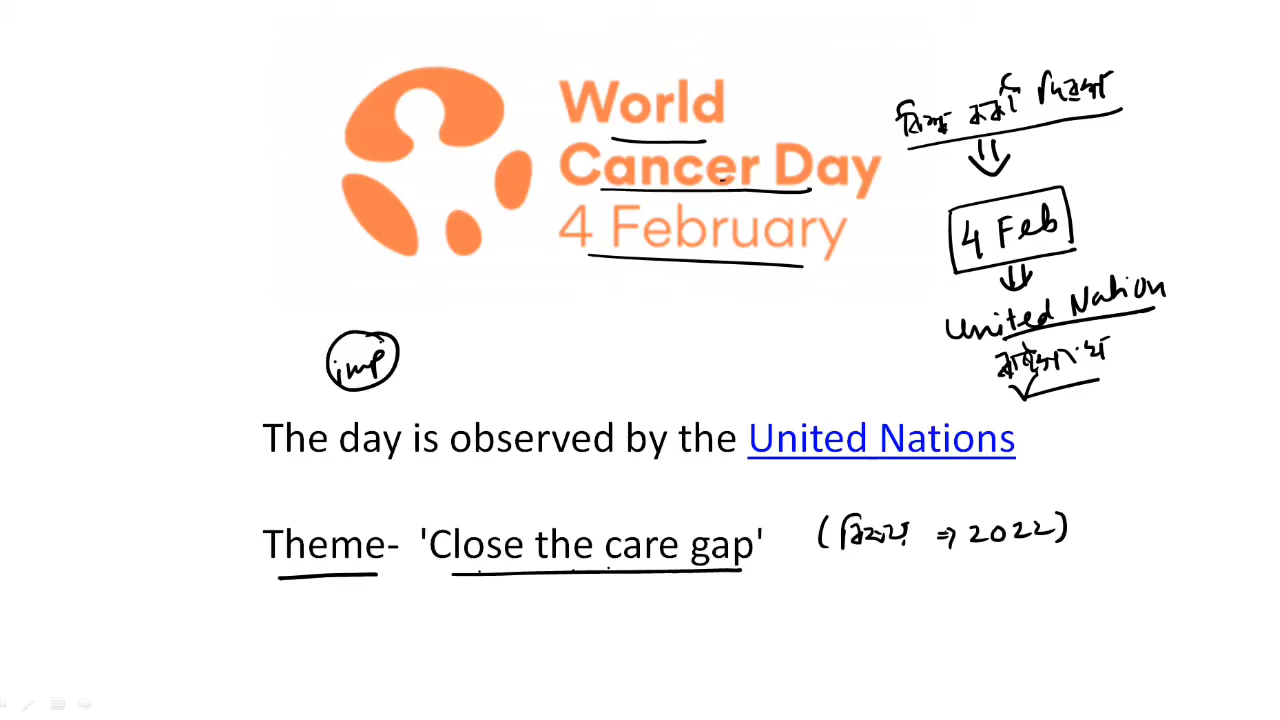 World
Cancer Day
4 February
4 Feb
United Nation
imp
The day is observed by the United Nations
Theme- 'Close the care gap' ( ⇒ 2022)